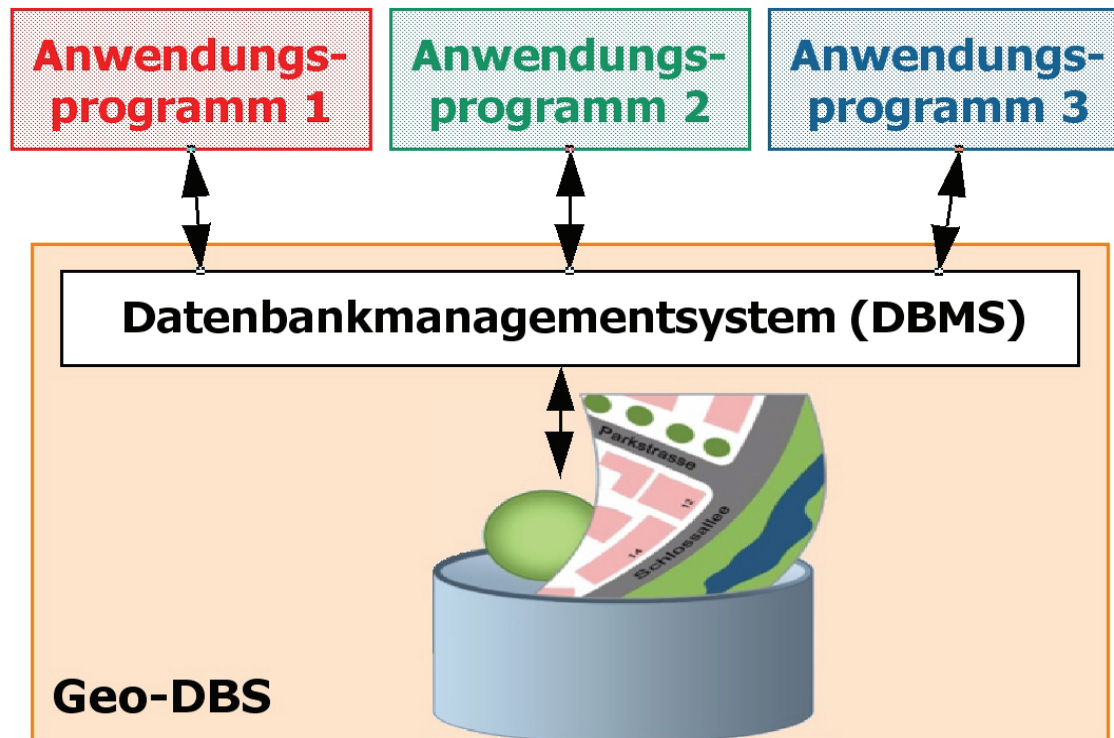 Anwendungs-
programm 1
Anwendungs-
programm 2
Anwendungs-
programm 3
Datenbankmanagementsystem (DBMS)
Parkstrasse
12
14
Schlossallee
Geo-DBS